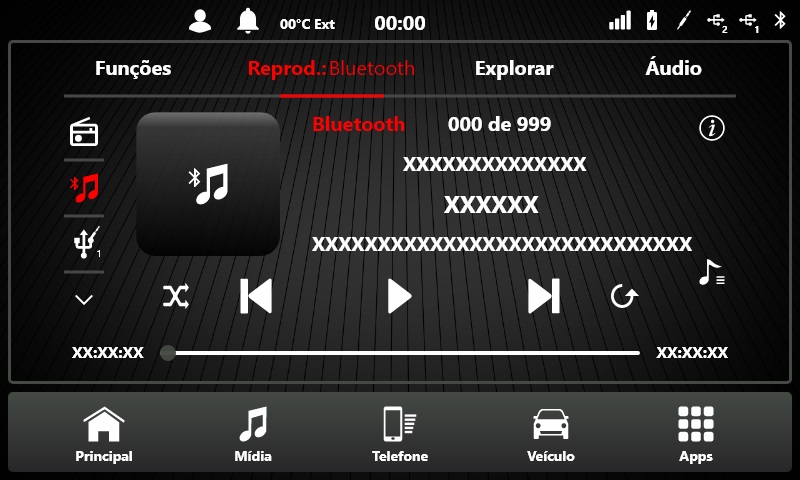 00°C Ext 00:00 2 1
Funções Reprod.:Bluetooth Explorar Áudio
Bluetooth 000 de 999
XXXXXXXXXXXXXX
XXXXXX
1
XXXXXXXXXXXXXXXXXXXXXXXXXXXXX
XX:XX:XX XX:XX:XX
Principal Mídia Telefone Veículo Apps